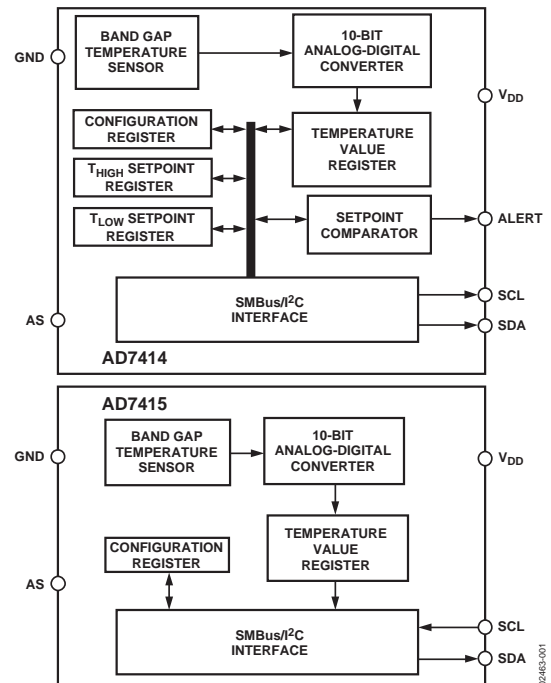 BAND GAP
TEMPERATURE
SENSOR
10-BIT
ANALOG-DIGITAL
CONVERTER
GND
VDD
CONFIGURATION
REGISTER
TEMPERATURE
VALUE
REGISTER
THIGH SETPOINT
REGISTER
TLOW SETPOINT
REGISTER
SETPOINT
COMPARATOR
ALERT
SMBus/I2C
INTERFACE
SCL
SDA
AS
AD7414
AD7415
BAND GAP
TEMPERATURE
SENSOR
10-BIT
ANALOG-DIGITAL
CONVERTER
GND
VDD
CONFIGURATION
REGISTER
TEMPERATURE
VALUE
REGISTER
AS
SMBus/I2C
INTERFACE
SCL
SDA
02463-001